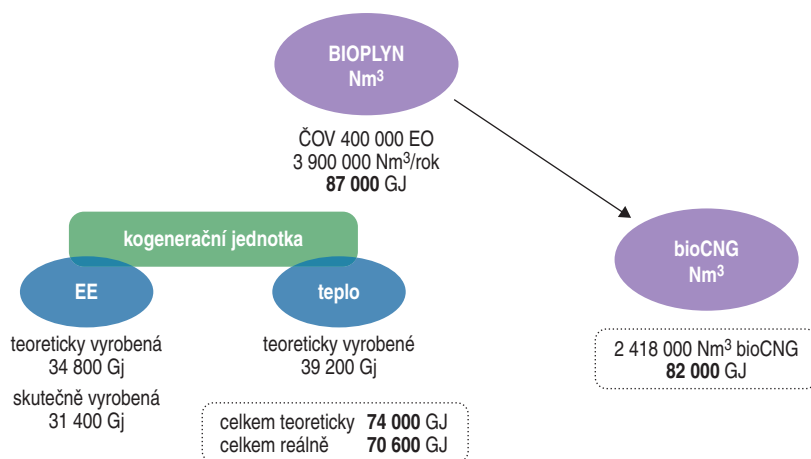 BIOPLYN
Nm³
ČOV 400 000 EO
3 900 000 Nm³/rok
87 000 GJ
kogenerační jednotka
EE
teplo
bioCNG
Nm³
teoreticky vyrobená
34 800 Gj
skutečně vyrobená
31 400 Gj
teoreticky vyrobené
39 200 Gj
celkem teoreticky 74 000 GJ
celkem reálně 70 600 GJ
2 418 000 Nm³ bioCNG
82 000 GJ